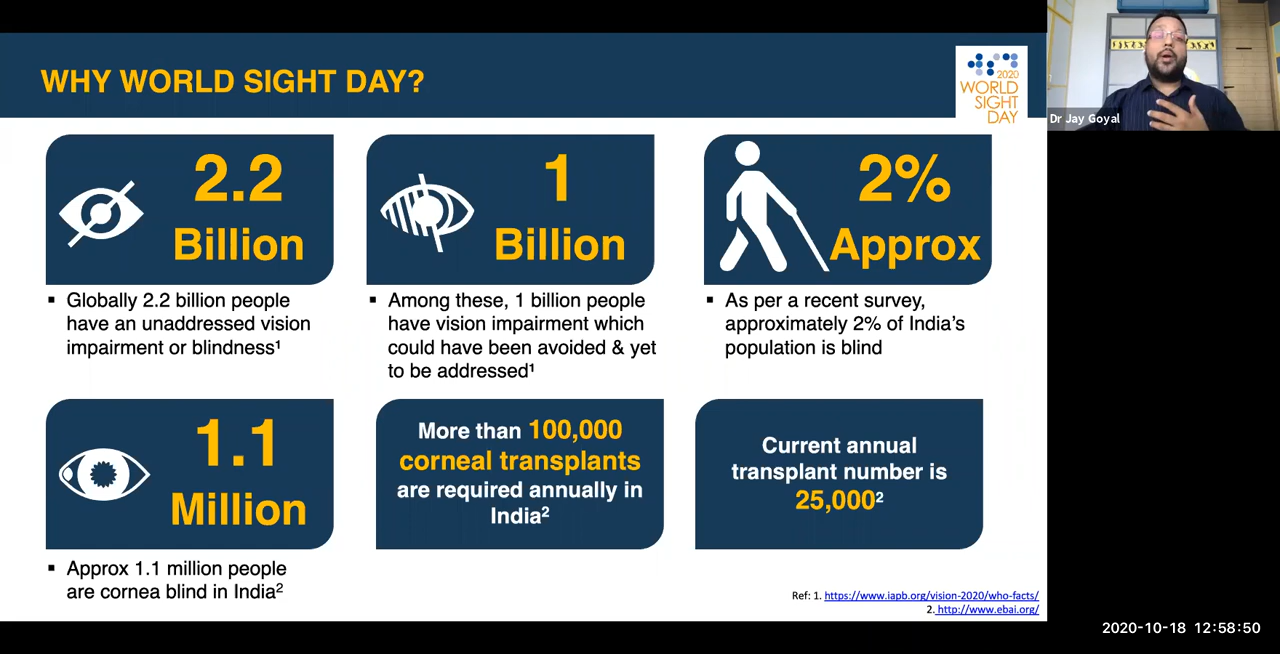 WHY WORLD SIGHT DAY?
2020
WORLD
SIGHT
DAY
Dr Jay Goyal
2.2
Billion
▪ Globally 2.2 billion people
have an unaddressed vision
impairment or blindness¹
1
Billion
▪ Among these, 1 billion people
have vision impairment which
could have been avoided & yet
to be addressed¹
2%
Approx
▪ As per a recent survey,
approximately 2% of India’s
population is blind
1.1
Million
▪ Approx 1.1 million people
are cornea blind in India²
More than 100,000
corneal transplants
are required annually in
India²
Current annual
transplant number is
25,000²
Ref: 1. https://www.iapb.org/vision-2020/who-facts/
2. http://www.ebai.org/
2020-10-18 12:58:50